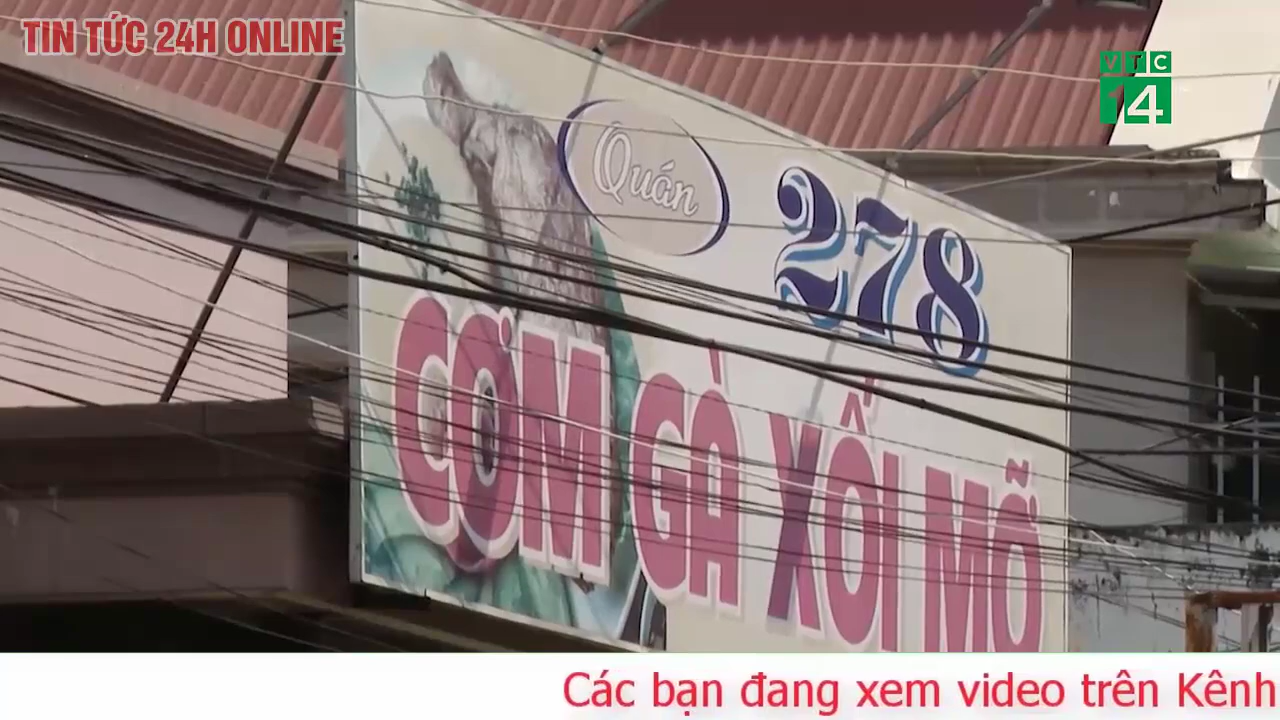 TIN TỨC 24H ONLINE
VTC
14
Quán
278
CƠM GÀ XỐI MỠ
Các bạn đang xem video trên Kênh